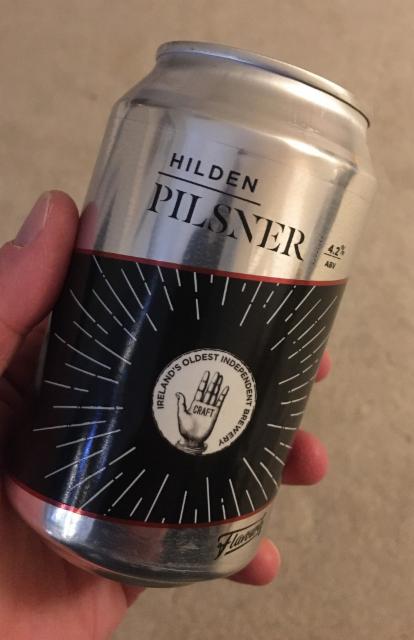 HILDEN
PILSNER
4.2%
ABV
IRELAND'S OLDEST INDEPENDENT BREWERY
CRAFT